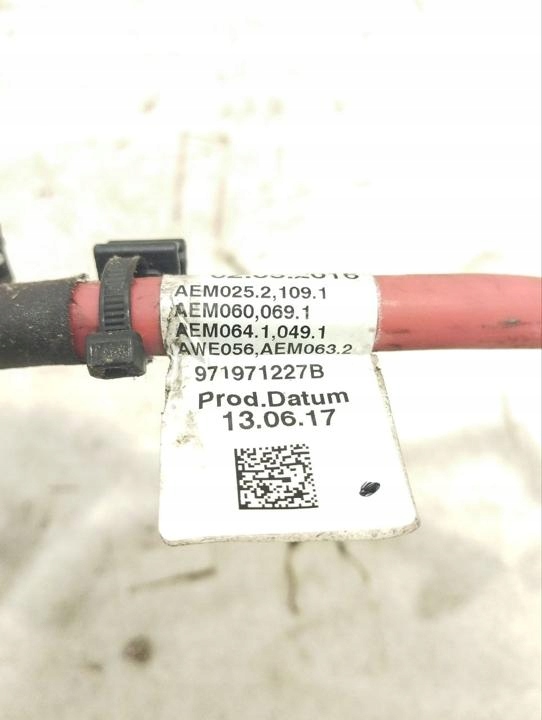 AEM025.2,109.1
AEM060,069.1
AEM064.1,049.1
AWE056,AEM063.2
971971227B
Prod.Datum
13.06.17